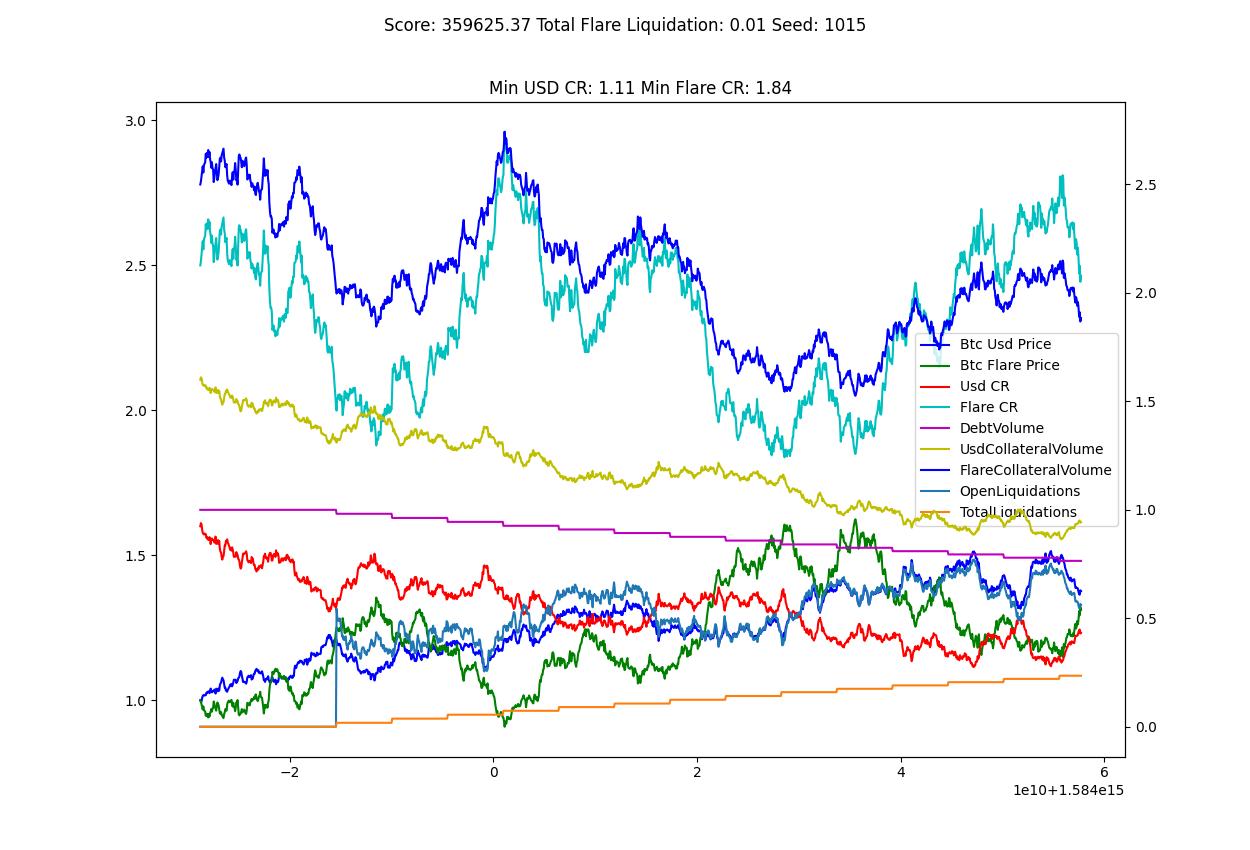 Score: 359625.37 Total Flare Liquidation: 0.01 Seed: 1015
Min USD CR: 1.11 Min Flare CR: 1.84
3.0
2.5
2.0
1.5
1.0
2.5
2.0
1.5
1.0
0.5
0.0
Btc Usd Price
Btc Flare Price
Usd CR
Flare CR
DebtVolume
UsdCollateralVolume
FlareCollateralVolume
OpenLiquidations
TotalLiquidations
−2 0 2 4 6
1e10+1.584e15